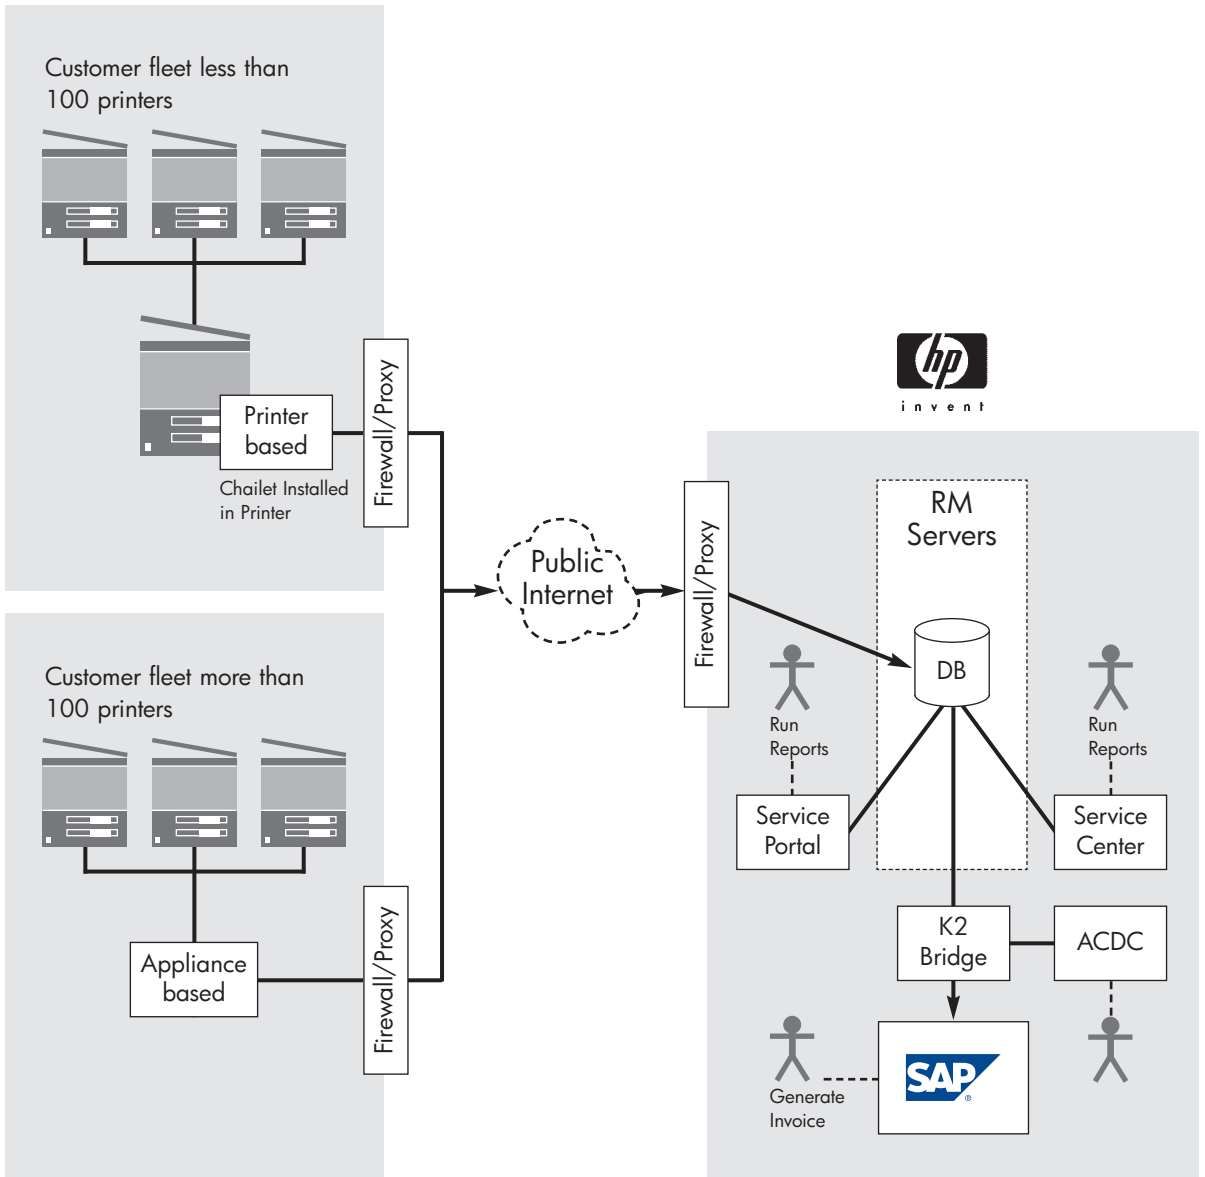 Customer fleet less than
100 printers
Printer
based
Chailet Installed
in Printer
Firewall/Proxy
Customer fleet more than
100 printers
Appliance
based
Firewall/Proxy
Public
Internet
hp
invent
Firewall/Proxy
RM
Servers
DB
Run
Reports
Run
Reports
Service
Portal
Service
Center
K2
Bridge
ACDC
Generate
Invoice
SAP®